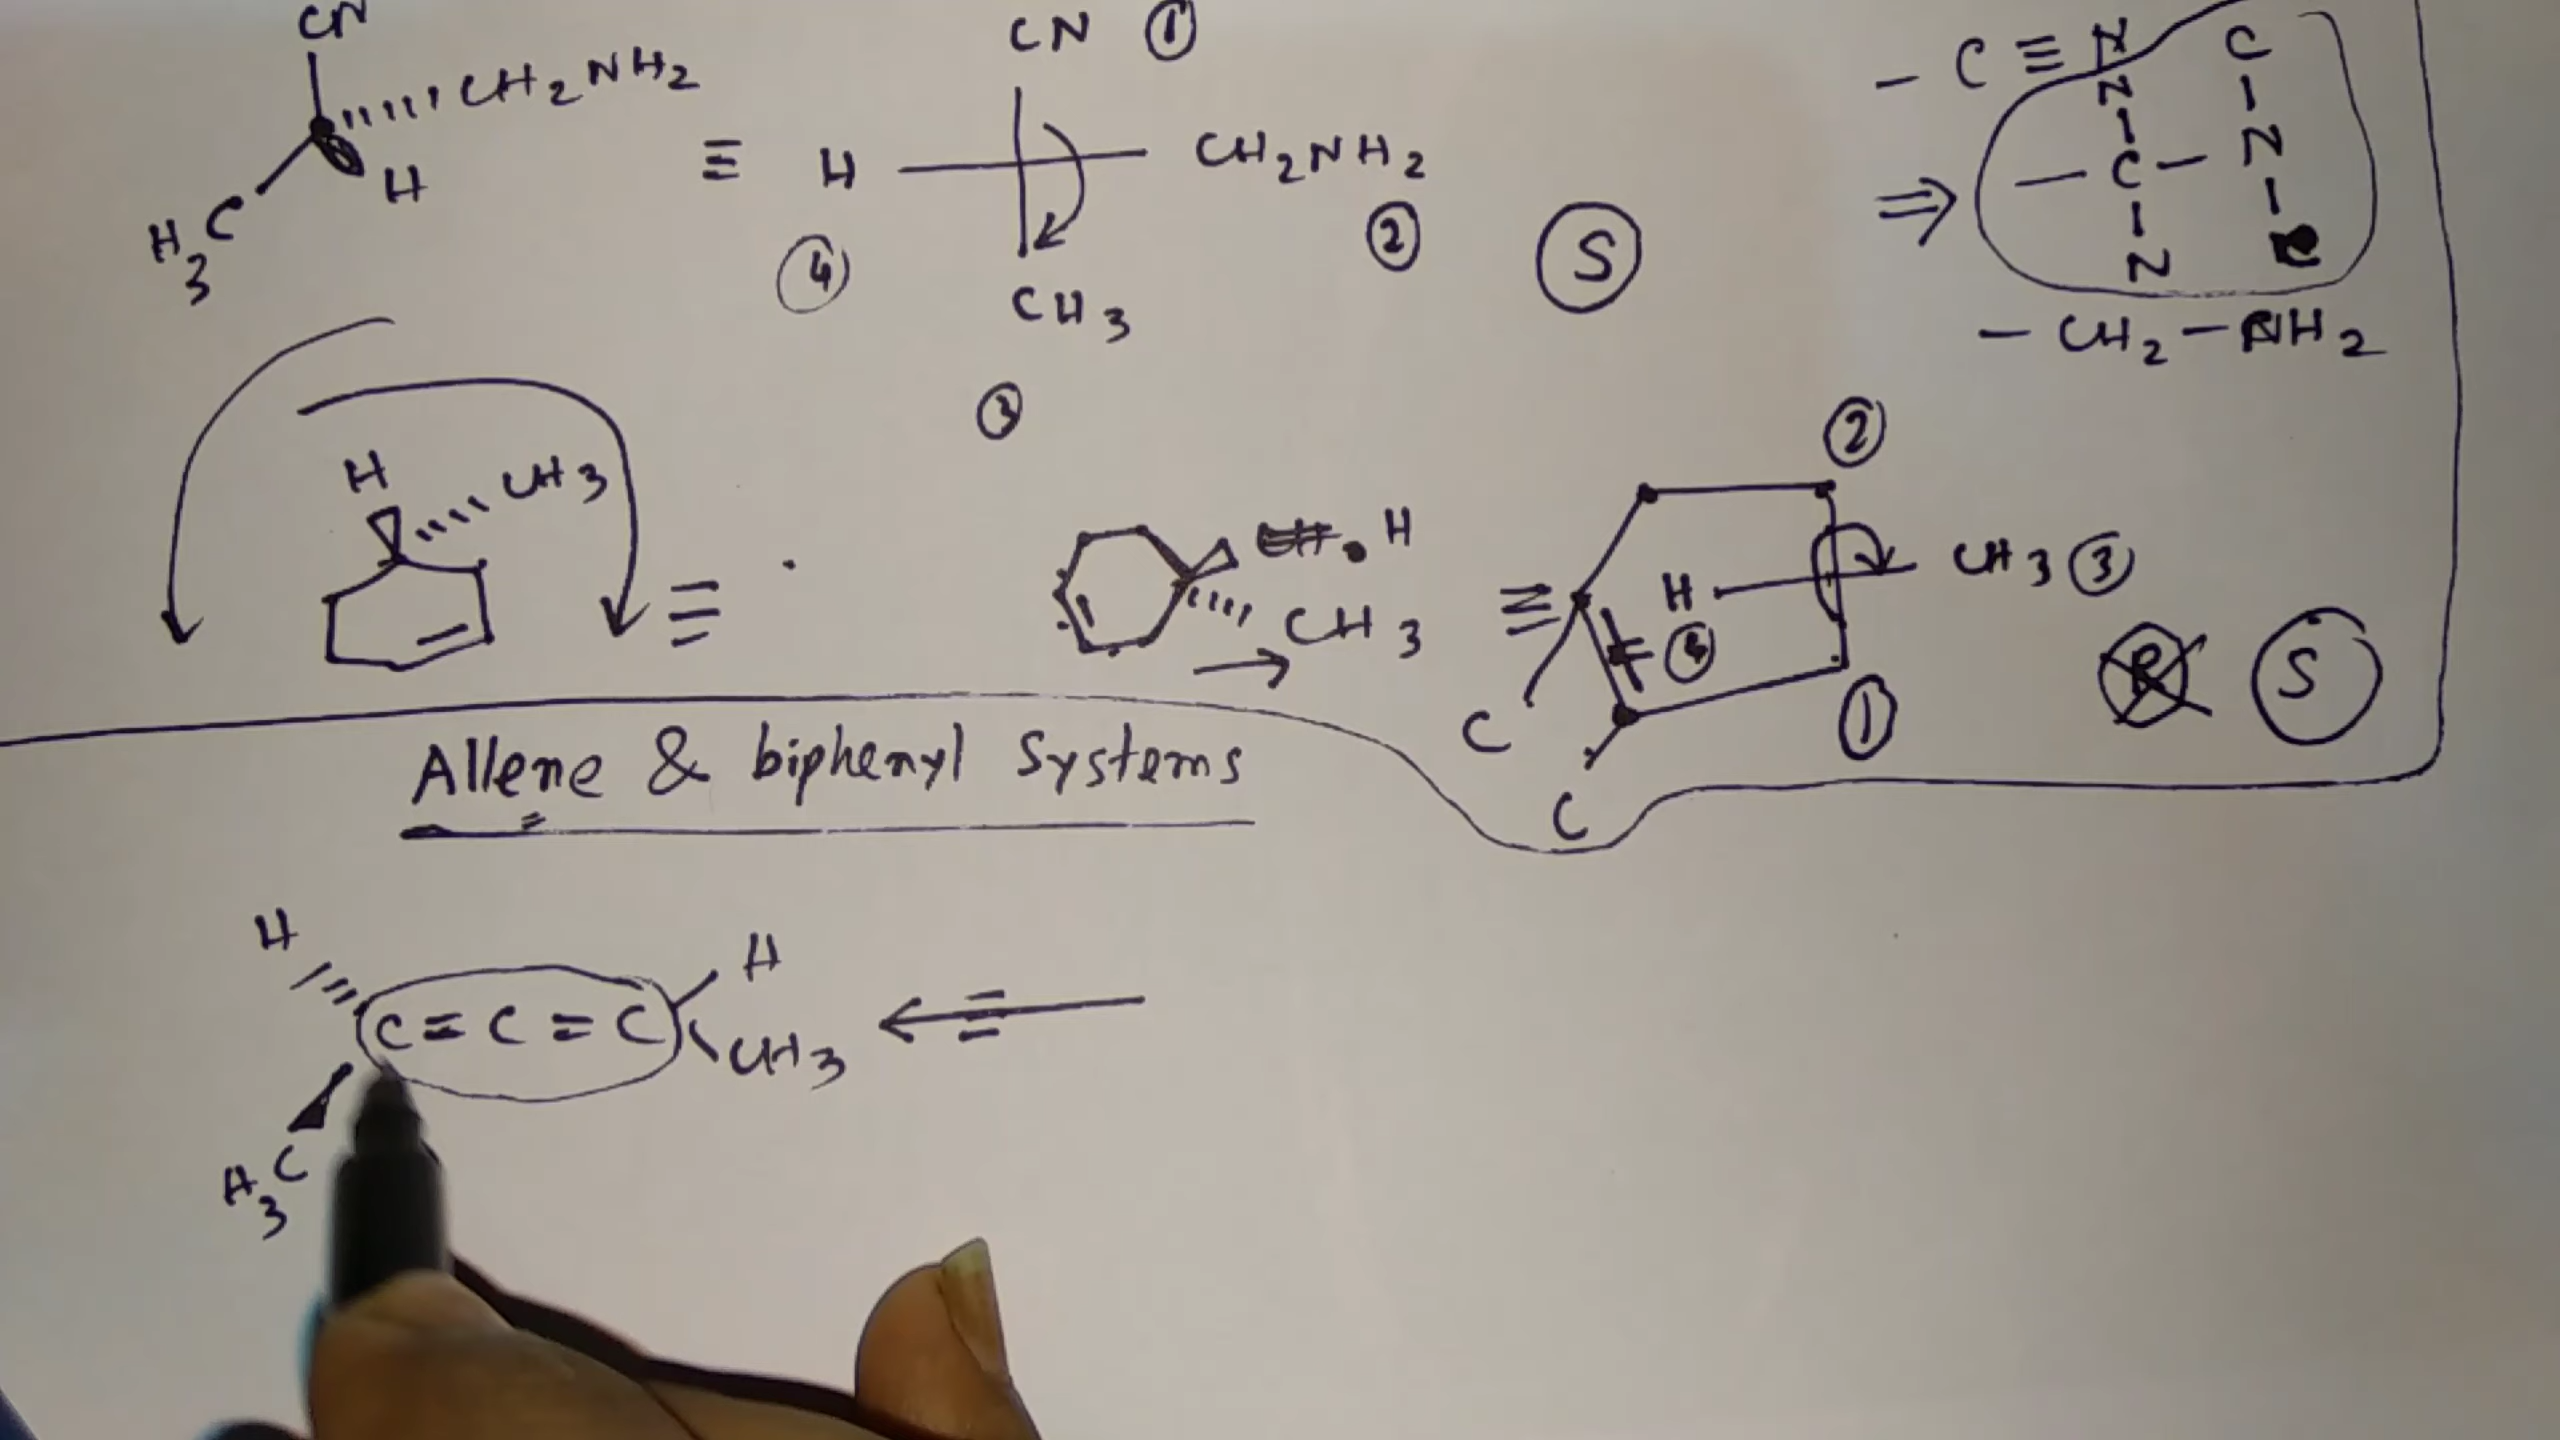 CN
CH2NH2
H
H3C
≡
CN ①
H
CH2NH2
④
②
CH3
③
S
- C ≡ N
⇒
N
- C -
N
C
N
- CH2 - NH2
H
CH3
≡
H
CH3
≡
②
H
CH3 ③
④
①
C
C
R
S
Allene & biphenyl Systems
H
C = C = C
H
CH3
H3C